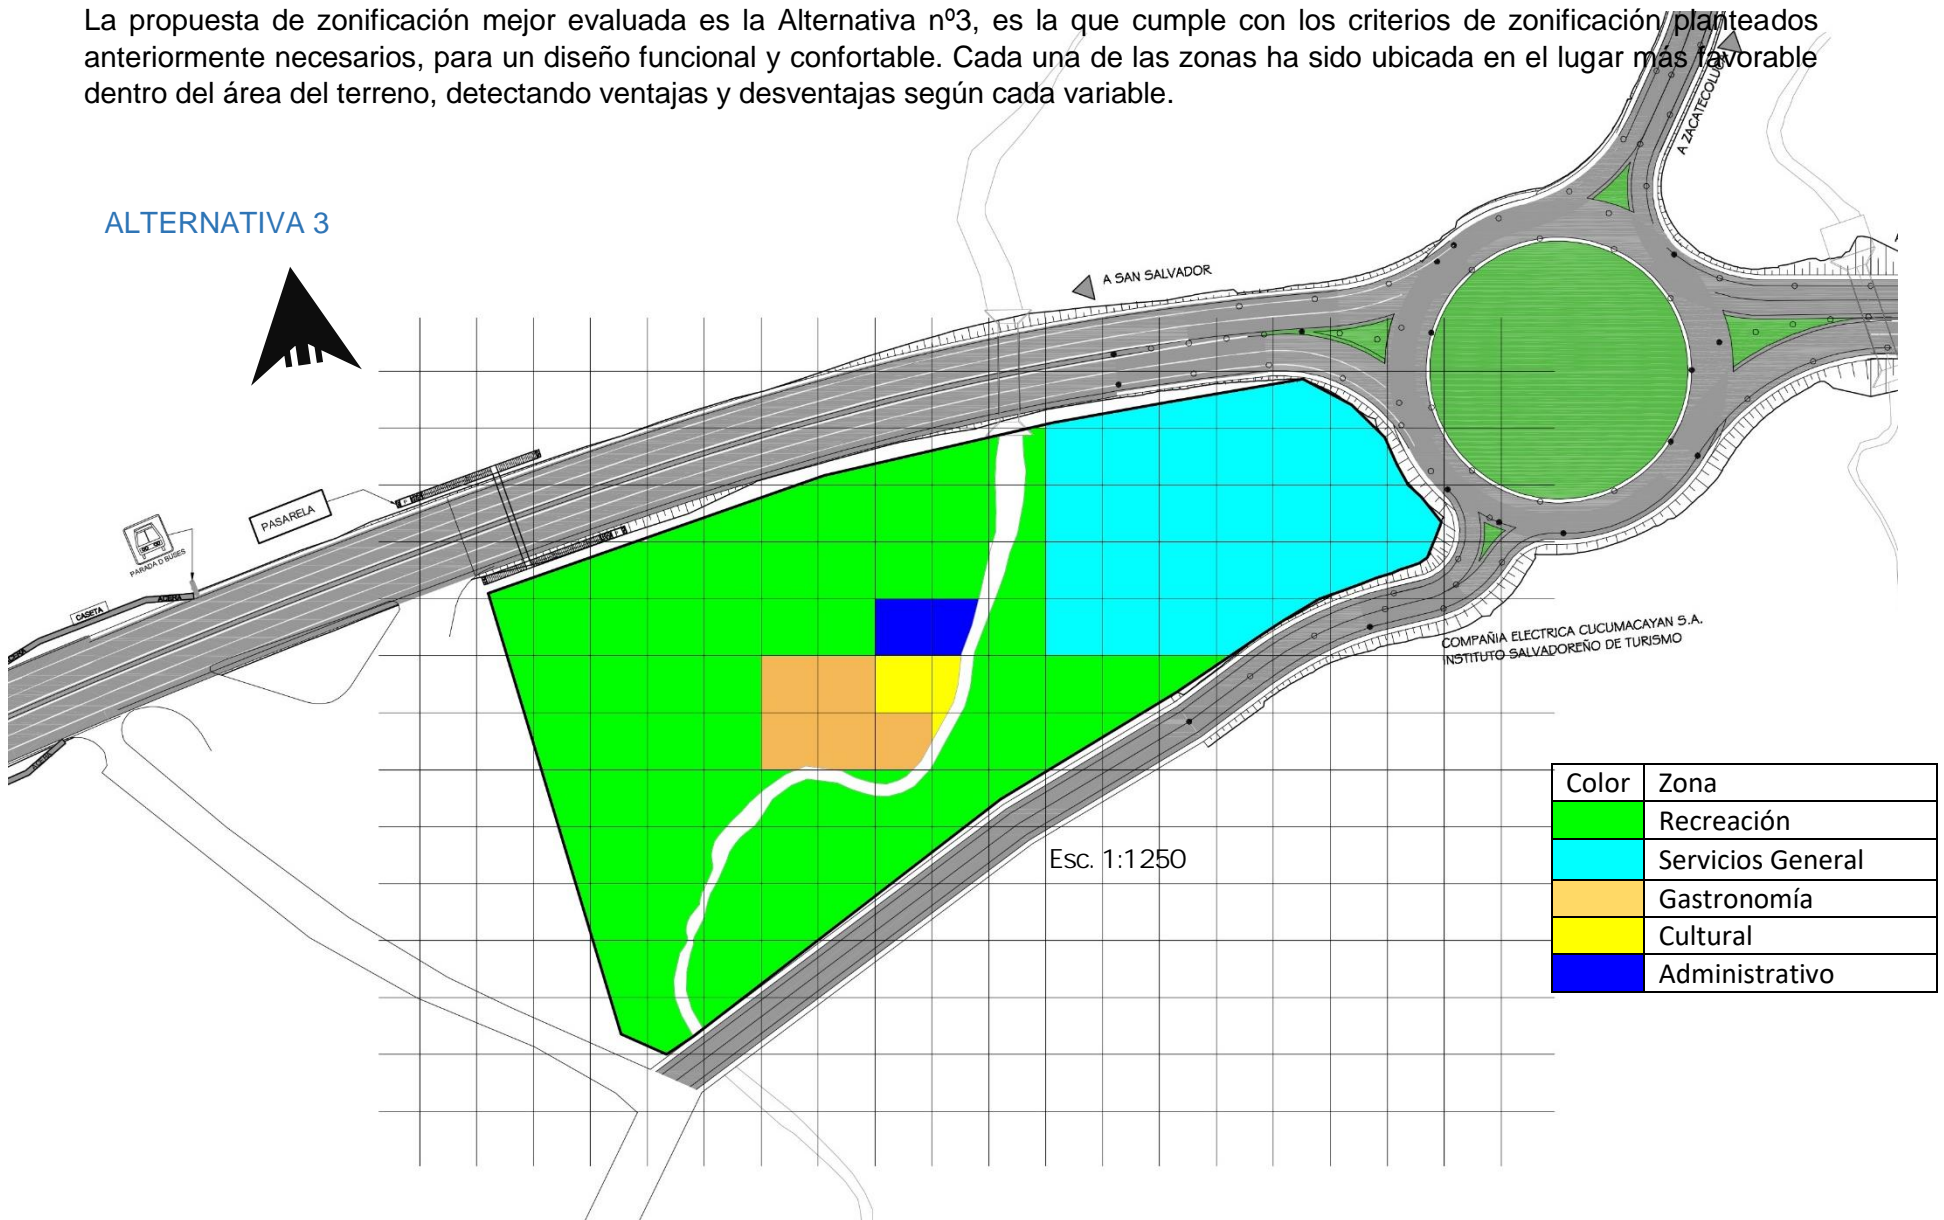 La propuesta de zonificación mejor evaluada es la Alternativa nº3, es la que cumple con los criterios de zonificación planteados
anteriormente necesarios, para un diseño funcional y confortable. Cada una de las zonas ha sido ubicada en el lugar más favorable
dentro del área del terreno, detectando ventajas y desventajas según cada variable.
A ZACATECOLUCA
ALTERNATIVA 3
A SAN SALVADOR
PASARELA
PARADA D'BUSES
CASETA
ACERA
ACERA
ACERA
COMPAÑIA ELECTRICA CUCUMACAYAN S.A.
INSTITUTO SALVADOREÑO DE TURISMO
Esc. 1:1250
Color Zona
Recreación
Servicios General
Gastronomía
Cultural
Administrativo